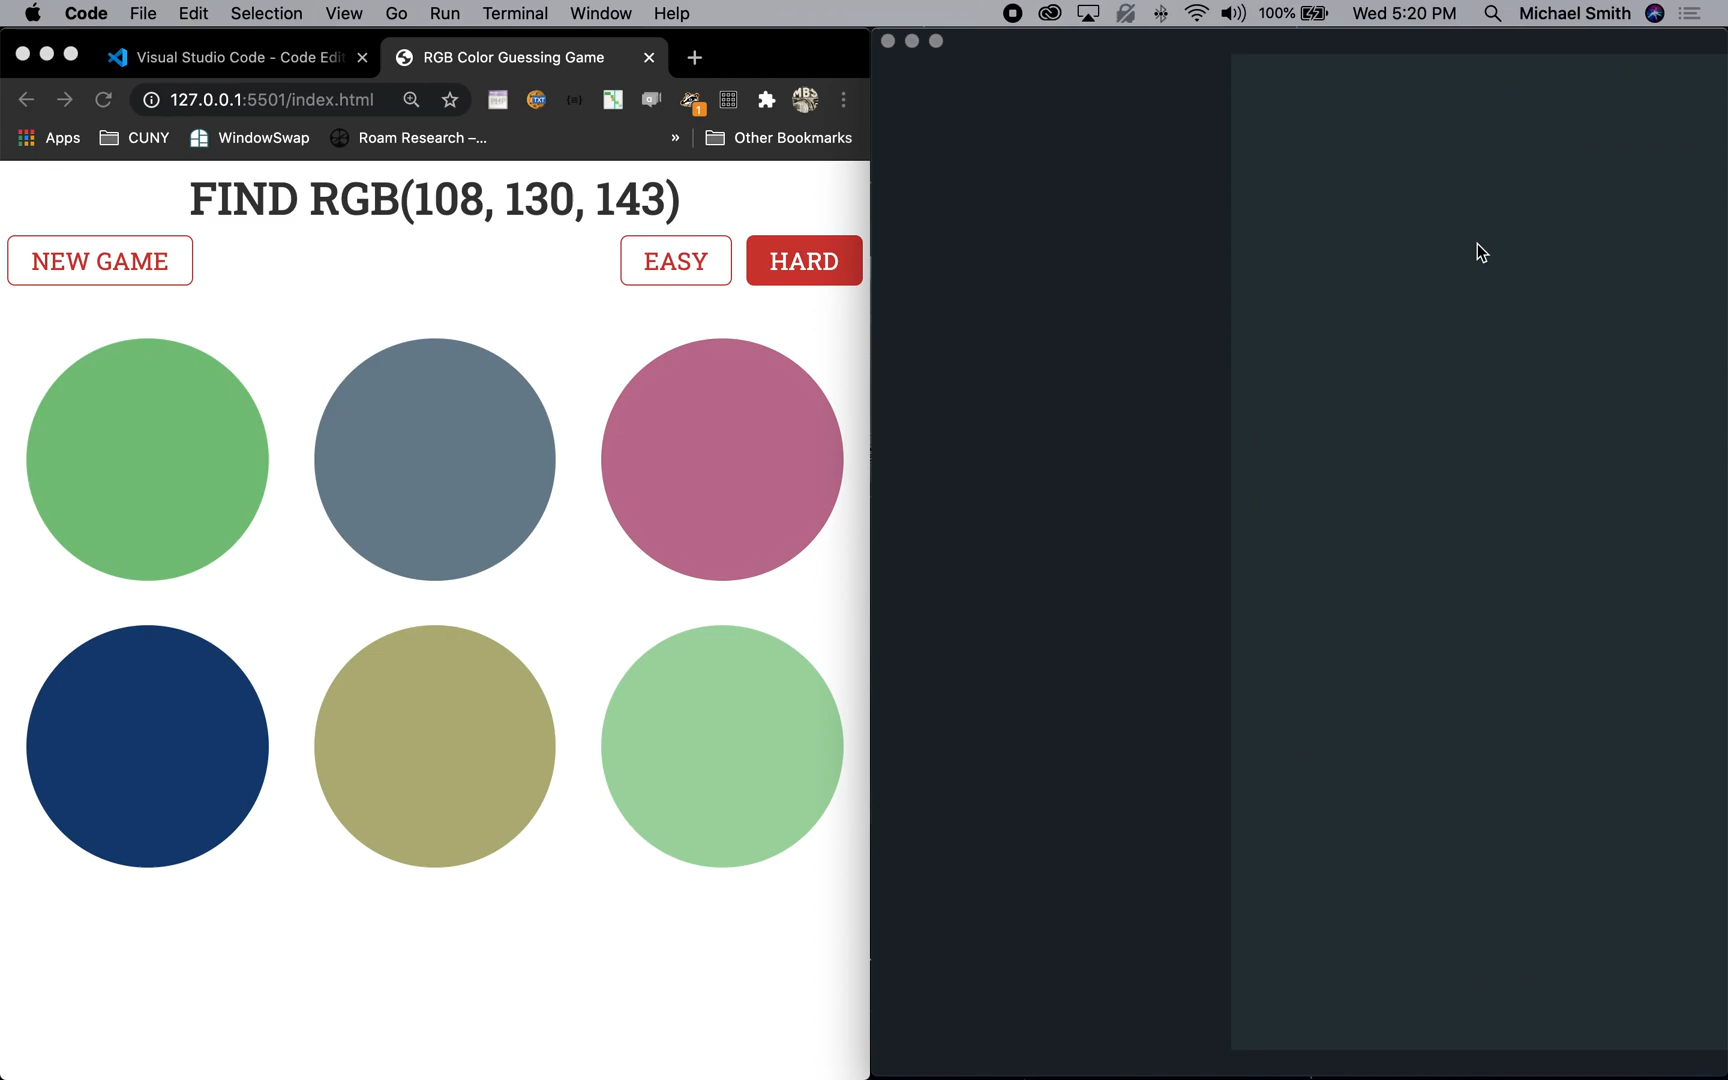 Code File Edit Selection View Go Run Terminal Window Help 100% Wed 5:20 PM Michael Smith
Visual Studio Code - Code Edit RGB Color Guessing Game
127.0.0.1:5501/index.html
Apps CUNY WindowSwap Roam Research –... » Other Bookmarks
FIND RGB(108, 130, 143)
NEW GAME EASY HARD